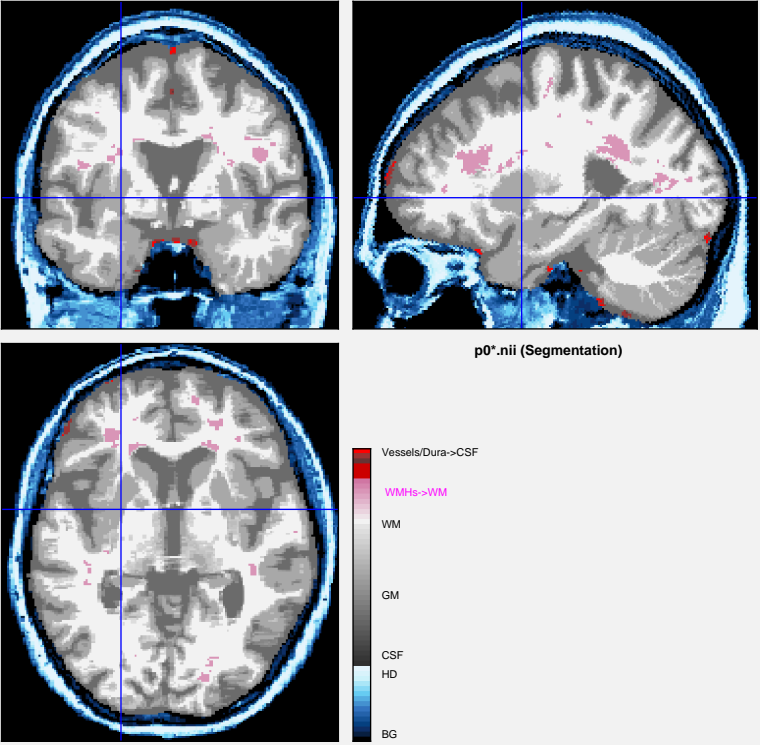 p0*.nii (Segmentation)
Vessels/Dura->CSF
WMHs->WM
WM
GM
CSF
HD
BG